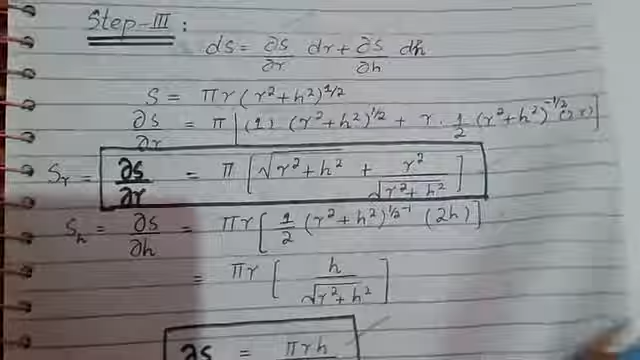 Step-III :
ds = ∂s/∂r dr + ∂s/∂h dh
S = πr(r²+h²)^1/2
∂s/∂r = π[(1)(r²+h²)^1/2 + r·1/2(r²+h²)^-1/2(2r)]
Sr = ∂s/∂r = π[√(r²+h²) + r²/√(r²+h²)]
Sh = ∂s/∂h = πr[1/2(r²+h²)^1/2-1(2h)]
= πr[h/√(r²+h²)]
∂s = πrh